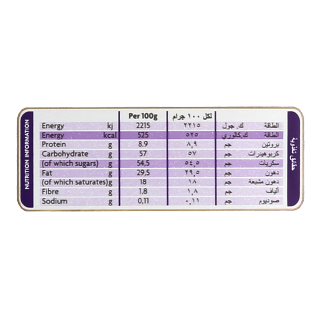 NUTRITION INFORMATION
Per 100g لكل ١٠٠ جرام
Energy kj 2215 ٢٢١٥ ك. جول الطاقة
Energy kcal 525 ٥٢٥ ك.كالوري الطاقة
Protein g 8.9 ٨,٩ جم بروتين
Carbohydrate g 57 ٥٧ جم كربوهيدرات
(of which sugars) g 54,5 ٥٤,٥ جم سكريات
Fat g 29,5 ٢٩,٥ جم دهون
(of which saturates) g 18 ١٨ جم دهون مشبعة
Fibre g 1,8 ١,٨ جم ألياف
Sodium g 0,11 ٠,١١ جم صوديوم
حقائق تغذية